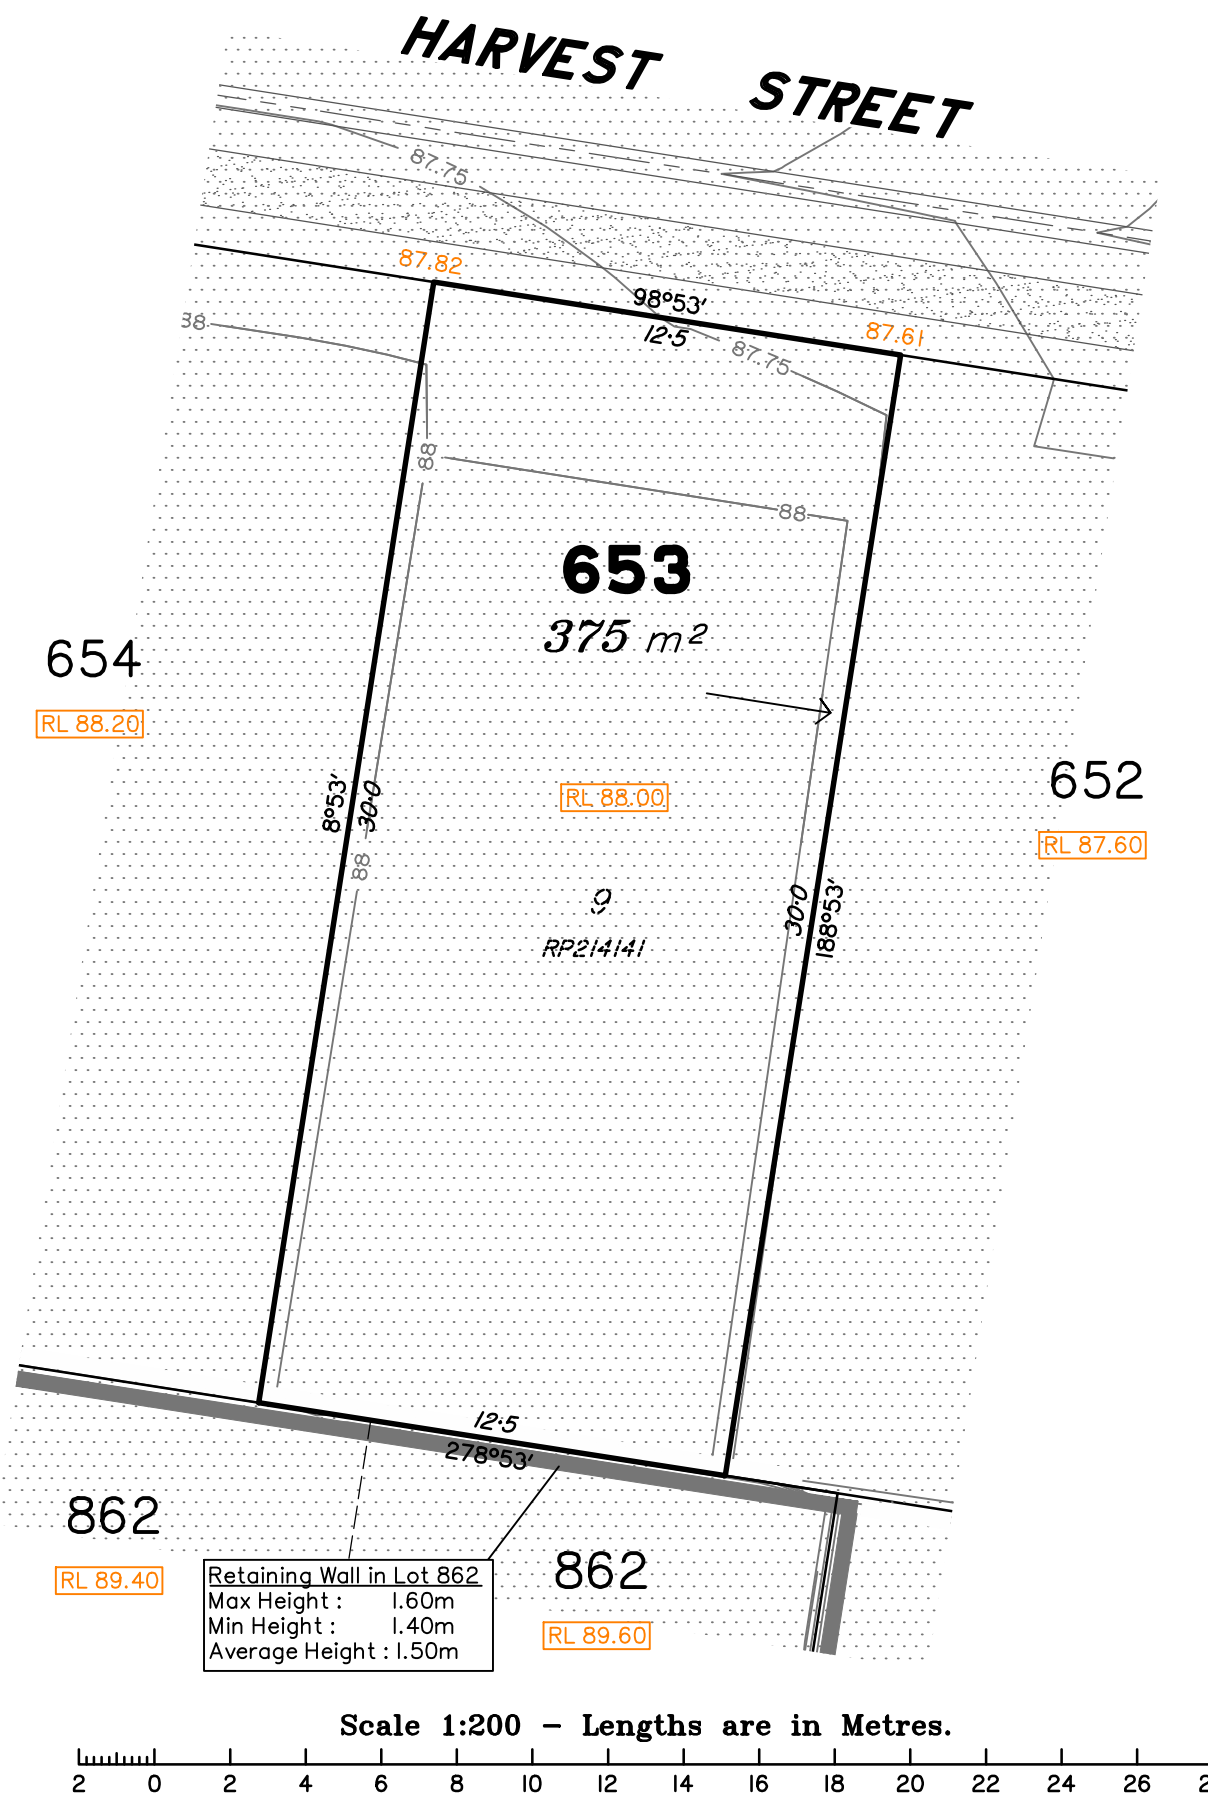 HARVEST STREET
87.75
87.82
98°53'
12·5
87.61
88
87.75
88
88
653
375 m²
654
RL 88.20
RL 88.00
652
RL 87.60
8°53'
30·0
88
30·0
188°53'
9
RP214141
12·5
278°53'
862
RL 89.40
862
RL 89.60
Retaining Wall in Lot 862
Max Height : 1.60m
Min Height : 1.40m
Average Height : 1.50m
Scale 1:200 - Lengths are in Metres.
2 0 2 4 6 8 10 12 14 16 18 20 22 24 26